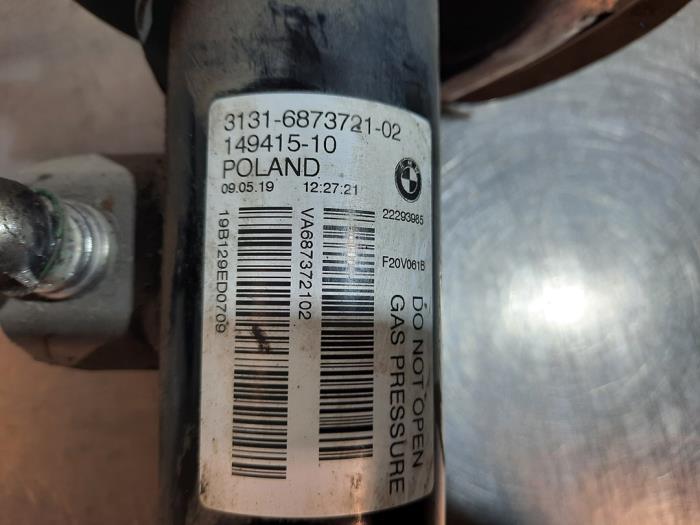 3131-6873721-02
149415-10
POLAND
09.05.19 12:27:21
22293985
F20V061B
19B129ED0709
VA687372102
DO NOT OPEN
GAS PRESSURE